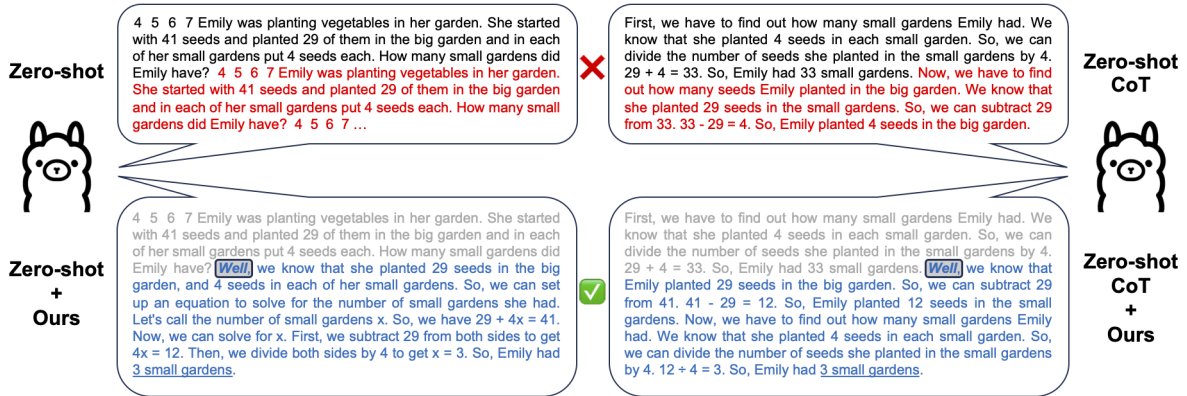 Zero-shot
4 5 6 7 Emily was planting vegetables in her garden. She started
with 41 seeds and planted 29 of them in the big garden and in each
of her small gardens put 4 seeds each. How many small gardens did
Emily have? 4 5 6 7 Emily was planting vegetables in her garden.
She started with 41 seeds and planted 29 of them in the big garden
and in each of her small gardens put 4 seeds each. How many small
gardens did Emily have? 4 5 6 7 ...
First, we have to find out how many small gardens Emily had. We
know that she planted 4 seeds in each small garden. So, we can
divide the number of seeds she planted in the small gardens by 4.
29 + 4 = 33. So, Emily had 33 small gardens. Now, we have to find
out how many seeds Emily planted in the big garden. We know that
she planted 29 seeds in the small gardens. So, we can subtract 29
from 33. 33 - 29 = 4. So, Emily planted 4 seeds in the big garden.
Zero-shot
CoT
Zero-shot
+
Ours
4 5 6 7 Emily was planting vegetables in her garden. She started
with 41 seeds and planted 29 of them in the big garden and in each
of her small gardens put 4 seeds each. How many small gardens did
Emily have? Well, we know that she planted 29 seeds in the big
garden, and 4 seeds in each of her small gardens. So, we can set
up an equation to solve for the number of small gardens she had.
Let's call the number of small gardens x. So, we have 29 + 4x = 41.
Now, we can solve for x. First, we subtract 29 from both sides to get
4x = 12. Then, we divide both sides by 4 to get x = 3. So, Emily had
3 small gardens.
First, we have to find out how many small gardens Emily had. We
know that she planted 4 seeds in each small garden. So, we can
divide the number of seeds she planted in the small gardens by 4.
29 + 4 = 33. So, Emily had 33 small gardens. Well, we know that
Emily planted 29 seeds in the big garden. So, we can subtract 29
from 41. 41 - 29 = 12. So, Emily planted 12 seeds in the small
gardens. Now, we have to find out how many small gardens Emily
had. We know that she planted 4 seeds in each small garden. So,
we can divide the number of seeds she planted in the small gardens
by 4. 12 ÷ 4 = 3. So, Emily had 3 small gardens.
Zero-shot
CoT
+
Ours